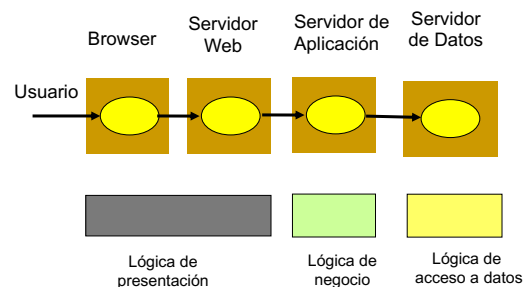 Browser
Servidor
Web
Servidor de
Aplicación
Servidor
de Datos
Usuario
Lógica de
presentación
Lógica de
negocio
Lógica de
acceso a datos